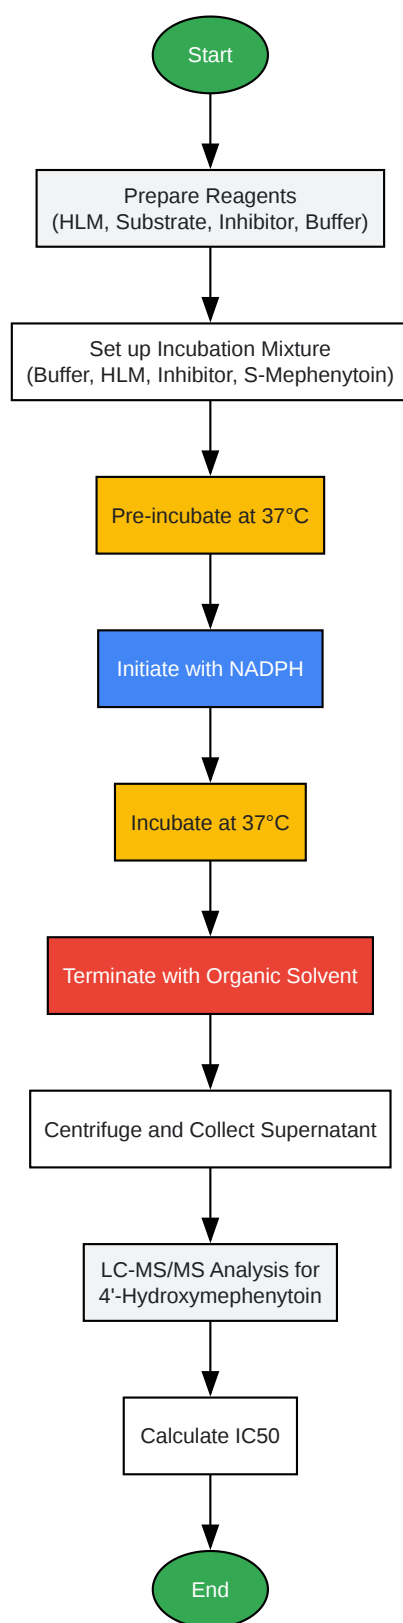 Start
Prepare Reagents
(HLM, Substrate, Inhibitor, Buffer)
Set up Incubation Mixture
(Buffer, HLM, Inhibitor, S-Mephenytoin)
Pre-incubate at 37°C
Initiate with NADPH
Incubate at 37°C
Terminate with Organic Solvent
Centrifuge and Collect Supernatant
LC-MS/MS Analysis for
4'-Hydroxymephenytoin
Calculate IC50
End